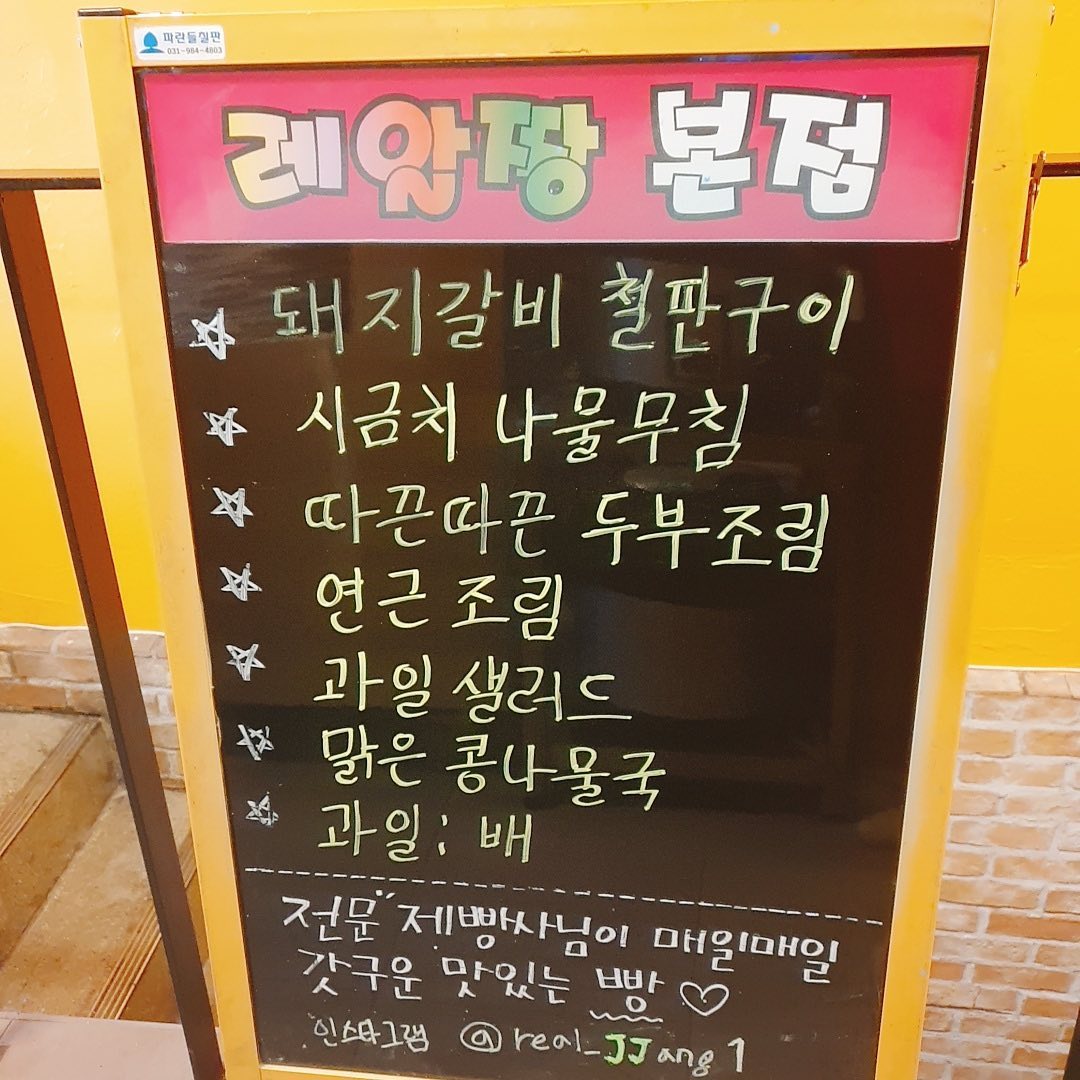 파란들칠판
031-984-4803
레알짱 본점
돼지갈비 철판구이
시금치 나물무침
따끈따끈 두부조림
연근 조림
과일 샐러드
맑은 콩나물국
과일: 배
전문 제빵사님이 매일매일
갓구운 맛있는 빵♡
인스타그램 @real_JJang1